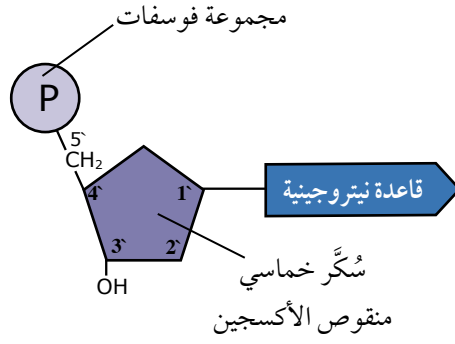 مجموعة فوسفات
P
5`
CH₂
4`
1`
قاعدة نيتروجينية
3`
2`
OH
سُكَّر خماسي
منقوص الأكسجين